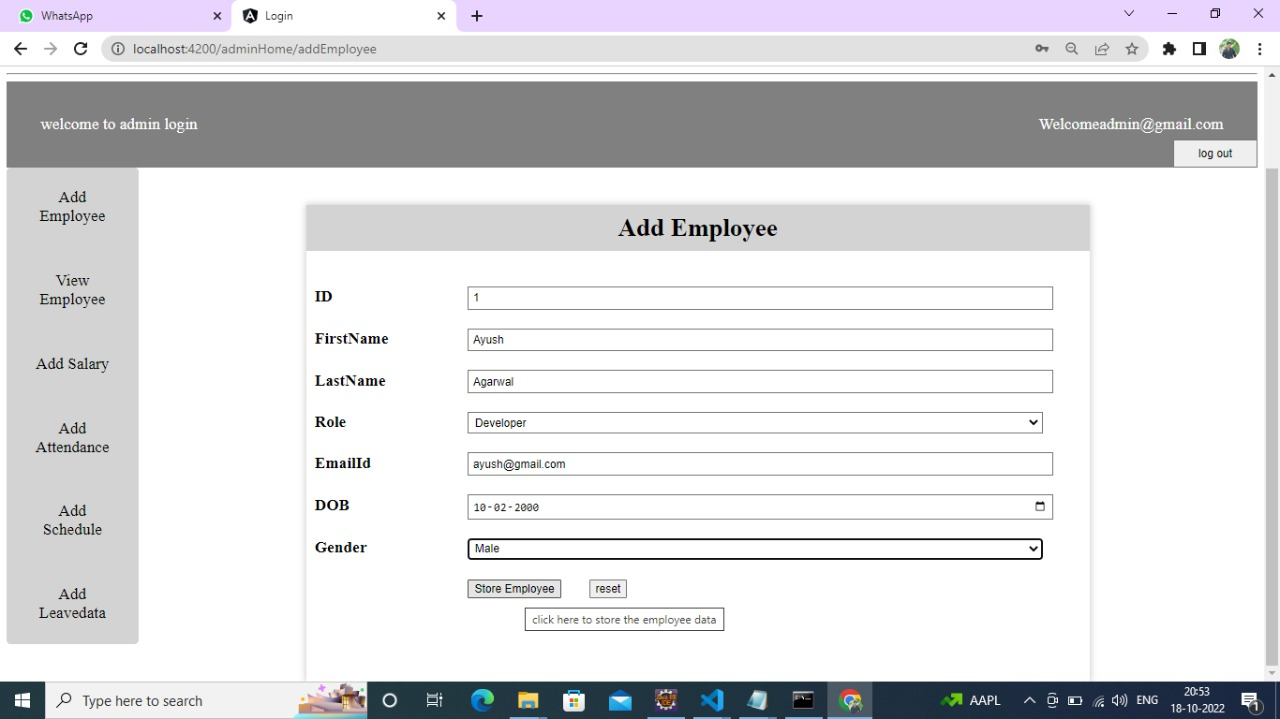 WhatsApp
Login
localhost:4200/adminHome/addEmployee
welcome to admin login
Welcomeadmin@gmail.com
log out
Add
Employee
View
Employee
Add Salary
Add
Attendance
Add
Schedule
Add
Leavedata
Add Employee
ID
1
FirstName
Ayush
LastName
Agarwal
Role
Developer
EmailId
ayush@gmail.com
DOB
10-02-2000
Gender
Male
Store Employee
reset
click here to store the employee data
Type here to search
AAPL
ENG
20:53
18-10-2022
1